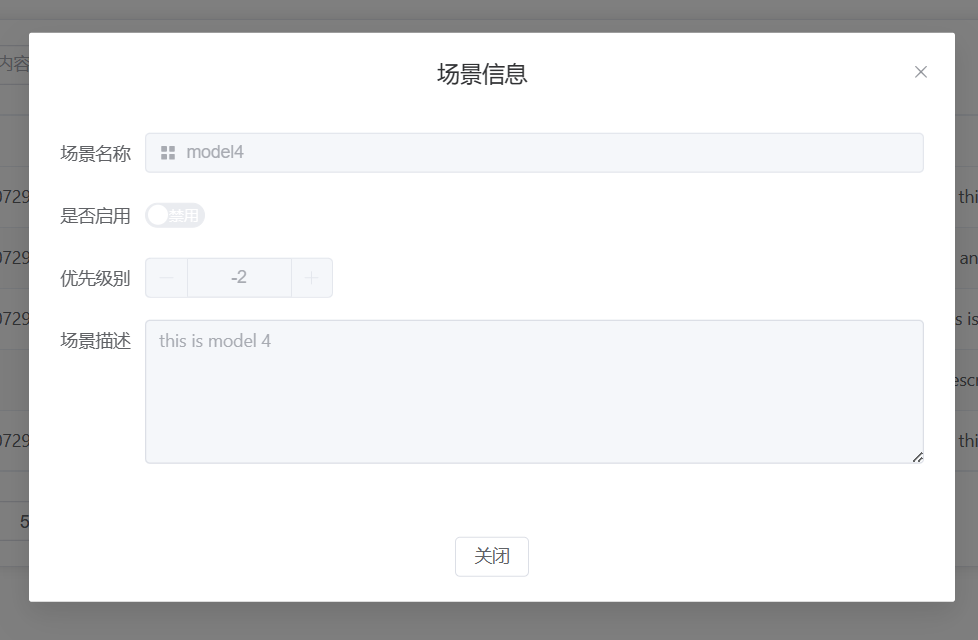 场景信息
内容
场景名称 model4
0729 thi
是否启用 禁用
0729 an
优先级别 -2
0729 s is
场景描述 this is model 4
escr
0729 thi
5
关闭